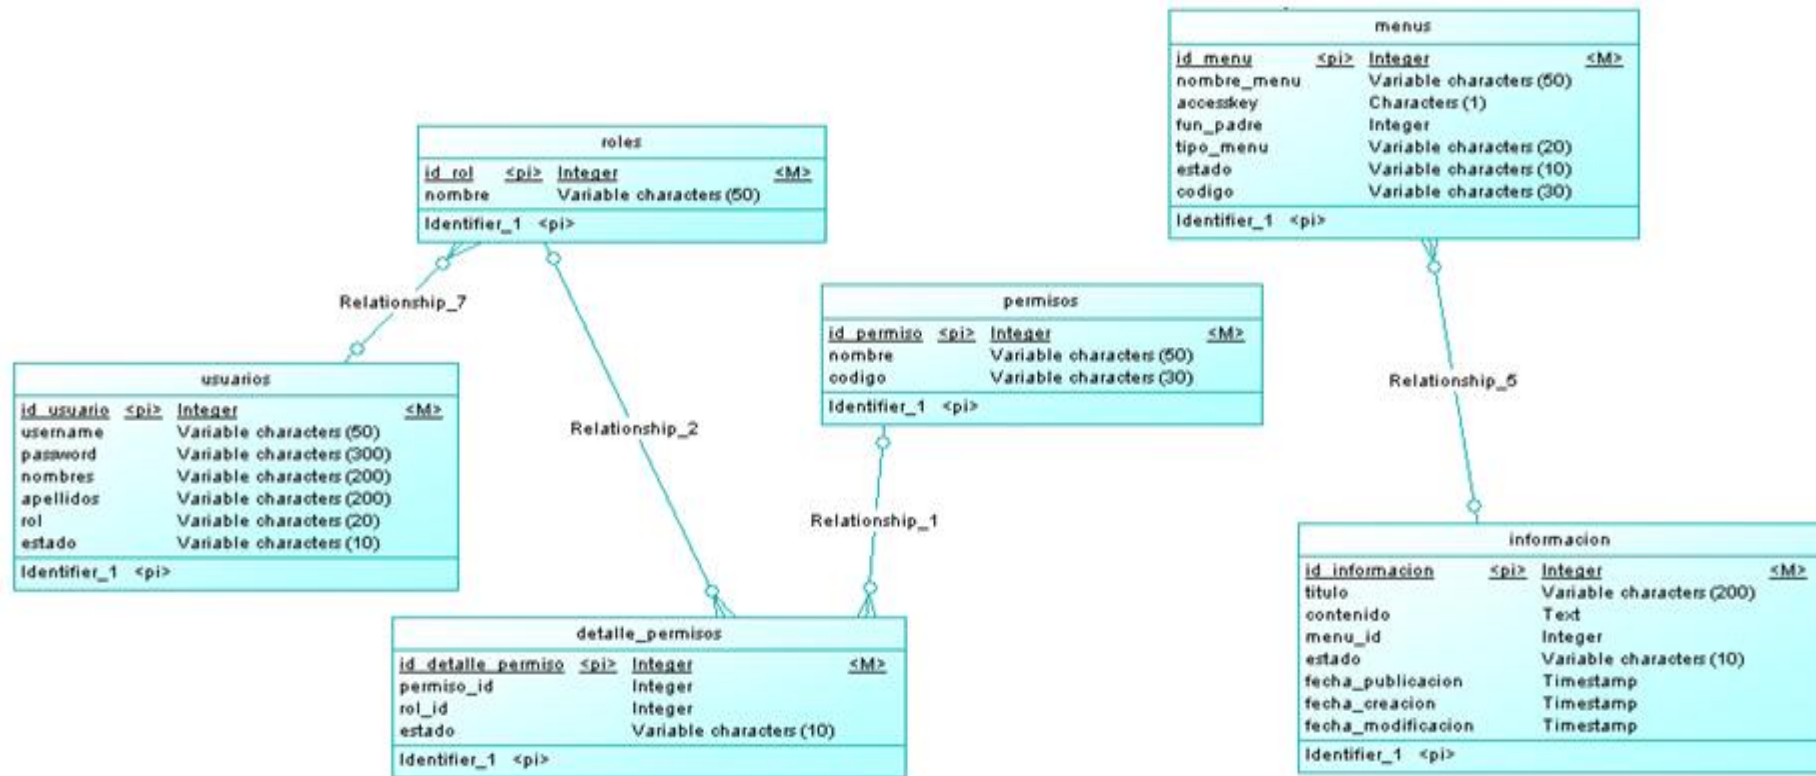 menus
id_menu <pi> Integer <M>
nombre_menu Variable characters (50)
accesskey Characters (1)
fun_padre Integer
tipo_menu Variable characters (20)
estado Variable characters (10)
codigo Variable characters (30)
Identifier_1 <pi>
roles
id_rol <pi> Integer <M>
nombre Variable characters (50)
Identifier_1 <pi>
Relationship_7
permisos
id_permiso <pi> Integer <M>
nombre Variable characters (50)
codigo Variable characters (30)
Identifier_1 <pi>
usuarios
id_usuario <pi> Integer <M>
username Variable characters (50)
password Variable characters (300)
nombres Variable characters (200)
apellidos Variable characters (200)
rol Variable characters (20)
estado Variable characters (10)
Identifier_1 <pi>
Relationship_2
Relationship_5
Relationship_1
informacion
id_informacion <pi> Integer <M>
titulo Variable characters (200)
contenido Text
menu_id Integer
estado Variable characters (10)
fecha_publicacion Timestamp
fecha_creacion Timestamp
fecha_modificacion Timestamp
Identifier_1 <pi>
detalle_permisos
id_detalle_permiso <pi> Integer <M>
permiso_id Integer
rol_id Integer
estado Variable characters (10)
Identifier_1 <pi>